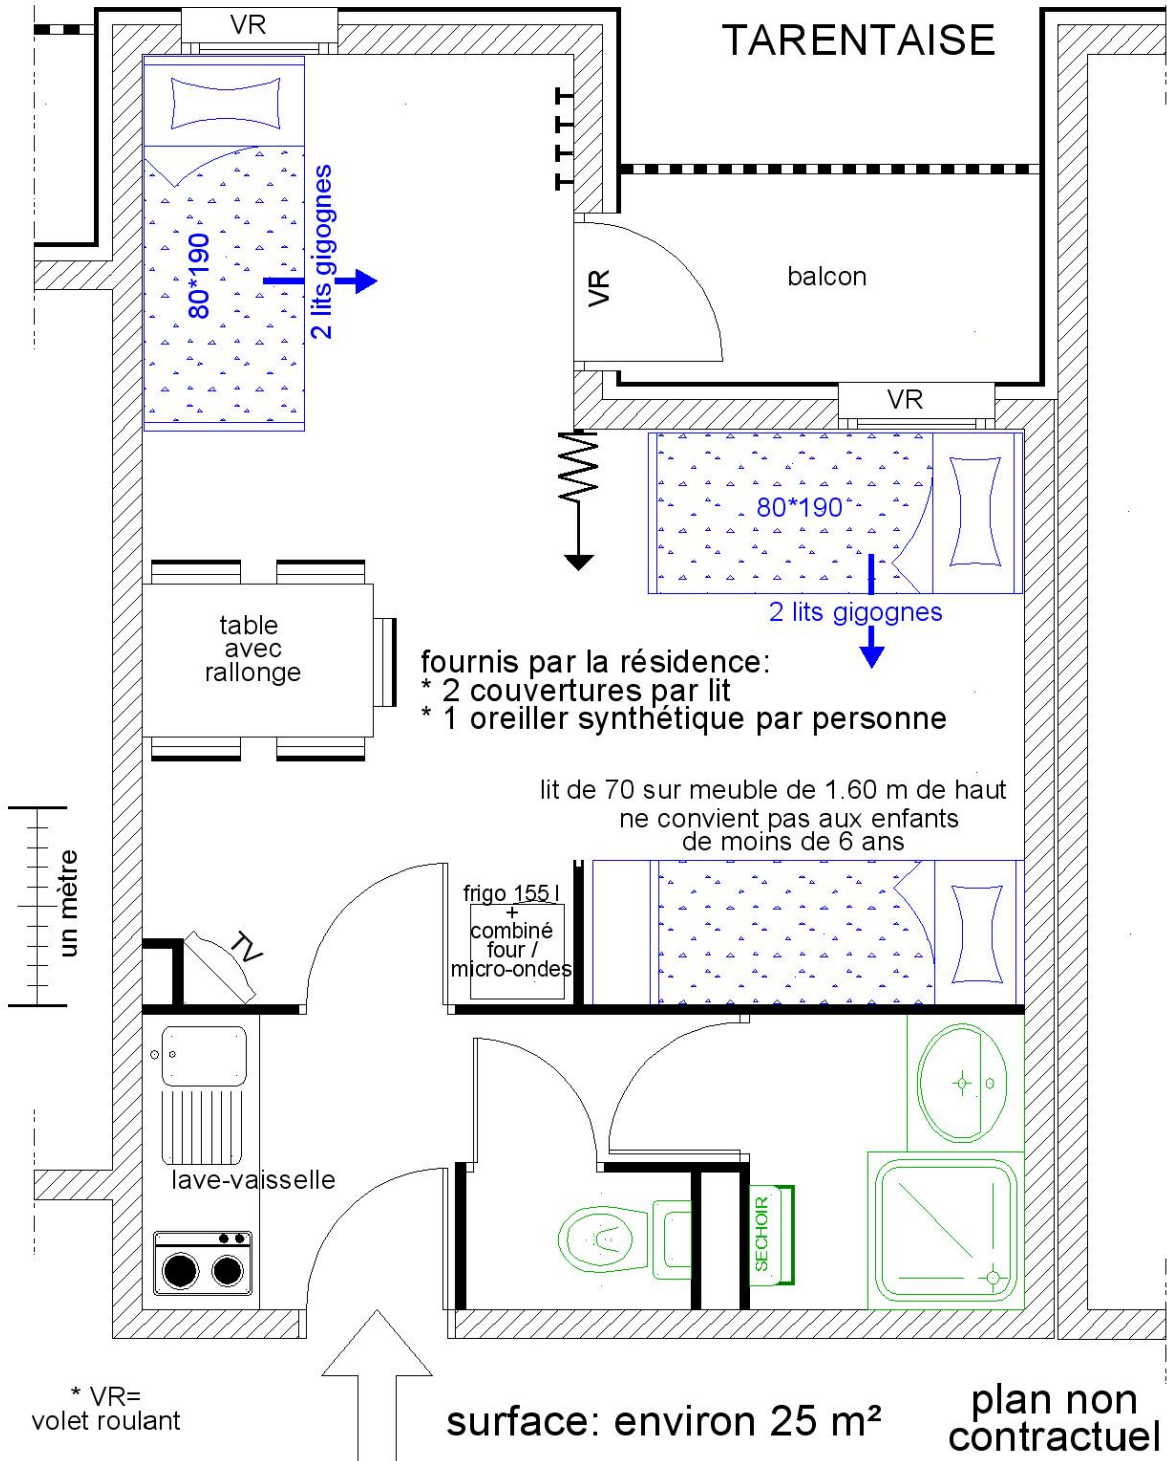 VR
TARENTAISE
80*190
2 lits gigognes
VR
balcon
VR
80*190
2 lits gigognes
table
avec
rallonge
fournis par la résidence:
* 2 couvertures par lit
* 1 oreiller synthétique par personne
lit de 70 sur meuble de 1.60 m de haut
ne convient pas aux enfants
de moins de 6 ans
un mètre
TV
frigo 155 l
+
combiné
four /
micro-ondes
lave-vaisselle
SECHOIR
* VR=
volet roulant
surface: environ 25 m²
plan non
contractuel